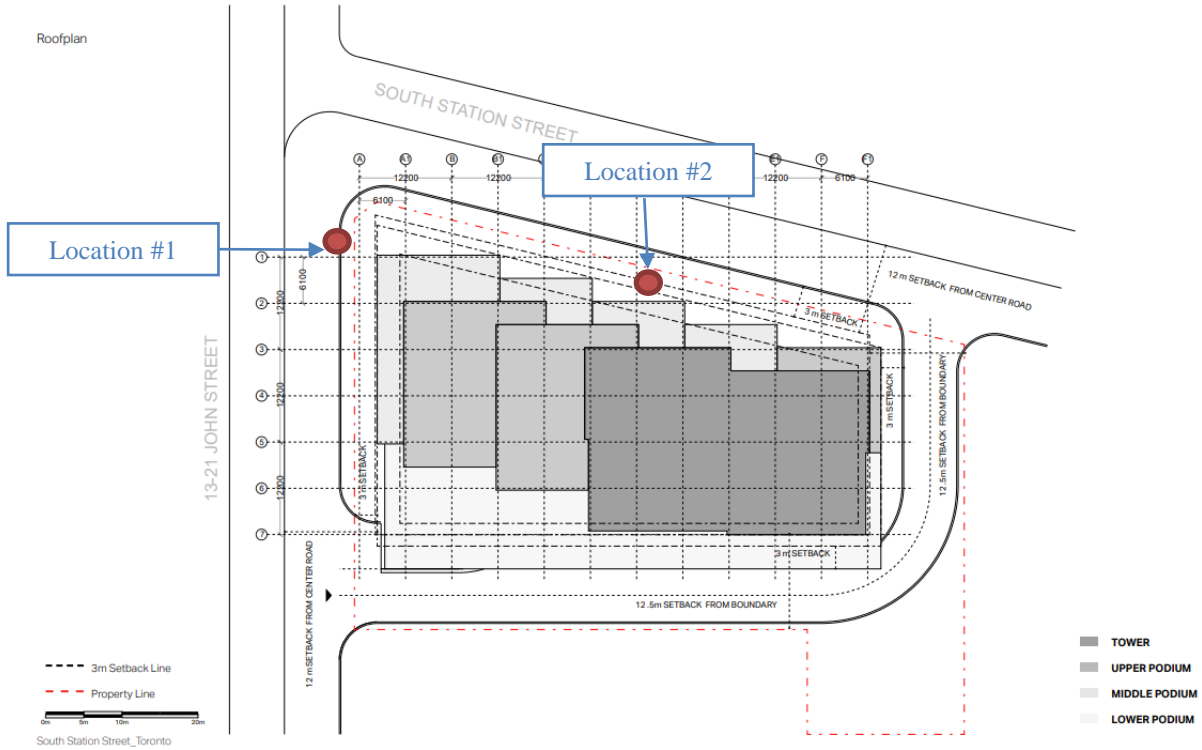 Roofplan
SOUTH STATION STREET
Location #2
Location #1
A
A1
B
B1
E1
F
F1
12200
12200
12200
6100
6100
1
2
3
4
5
6
7
6100
12200
12200
12200
13-21 JOHN STREET
12 m SETBACK FROM CENTER ROAD
3 m SETBACK
3 m SETBACK
12.5m SETBACK FROM BOUNDARY
3 m SETBACK
3 m SETBACK
12.5m SETBACK FROM BOUNDARY
12 m SETBACK FROM CENTER ROAD
3m Setback Line
Property Line
0m 5m 10m 20m
South Station Street_Toronto
TOWER
UPPER PODIUM
MIDDLE PODIUM
LOWER PODIUM